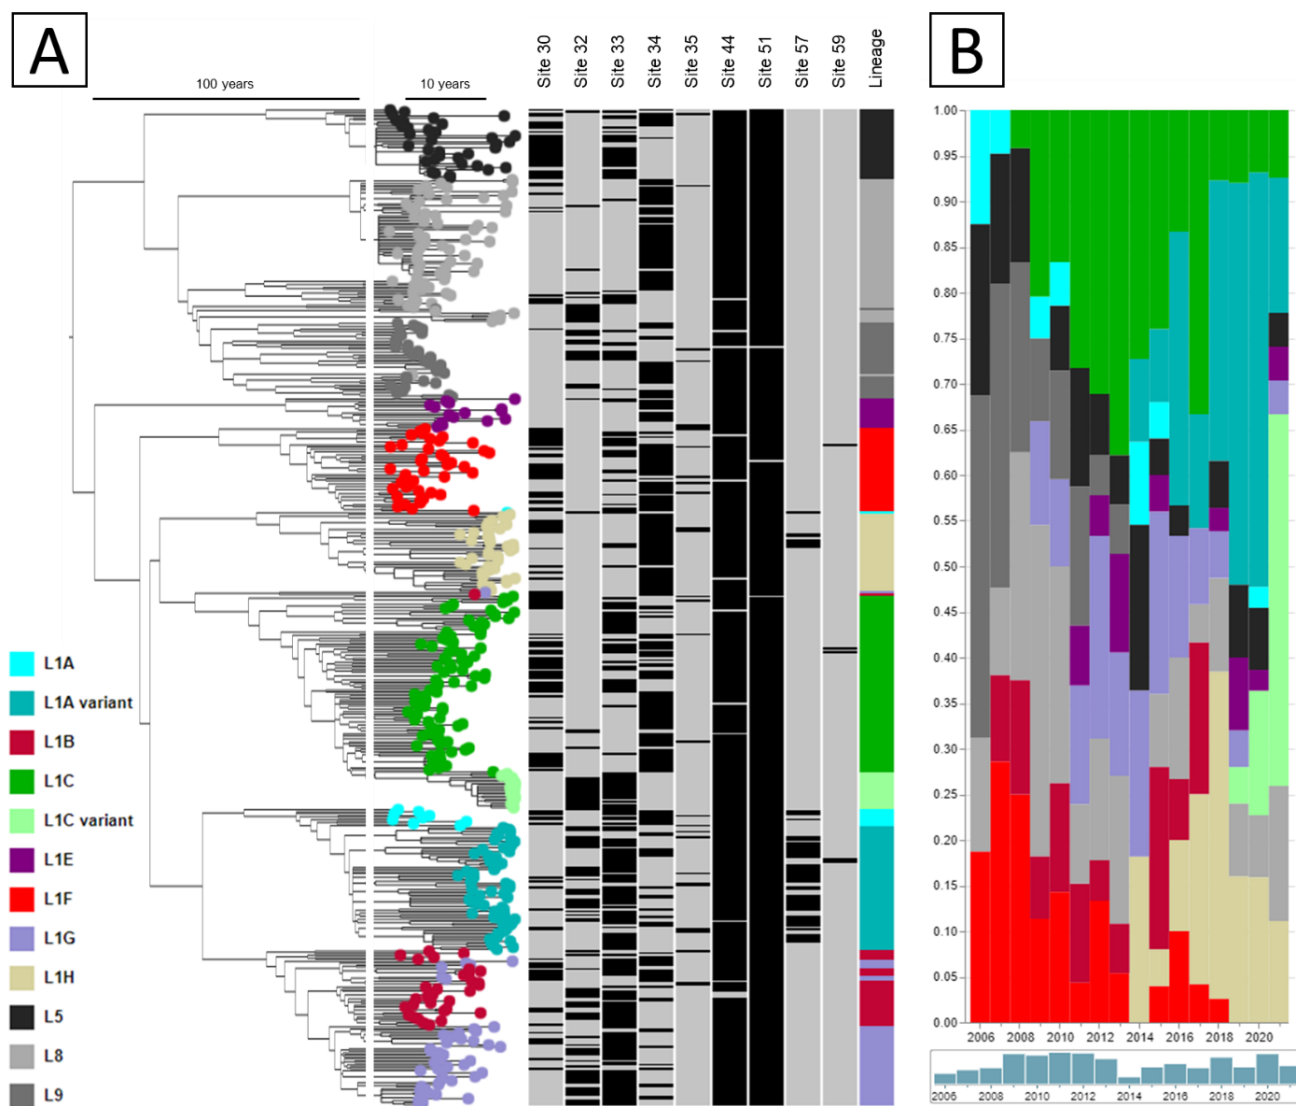 A
B
100 years
10 years
Site 30
Site 32
Site 33
Site 34
Site 35
Site 44
Site 51
Site 57
Site 59
Lineage
L1A
L1A variant
L1B
L1C
L1C variant
L1E
L1F
L1G
L1H
L5
L8
L9
1.00
0.95
0.90
0.85
0.80
0.75
0.70
0.65
0.60
0.55
0.50
0.45
0.40
0.35
0.30
0.25
0.20
0.15
0.10
0.05
0.00
2006 2008 2010 2012 2014 2016 2018 2020
2006 2008 2010 2012 2014 2016 2018 2020